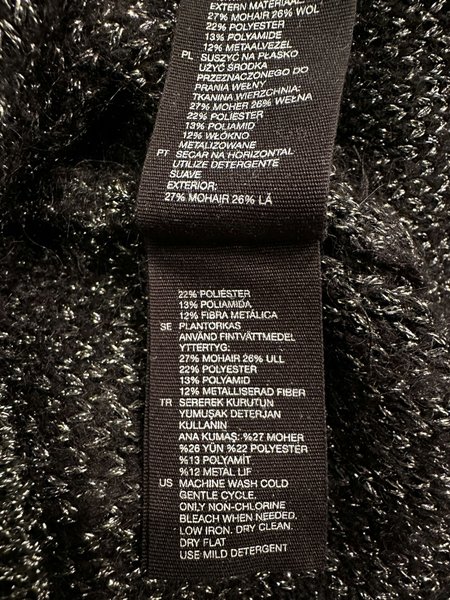 EXTERN MATERIAAL:
27% MOHAIR 26% WOL
22% POLYESTER
13% POLYAMIDE
12% METAALVEZEL
PL - SUSZYĆ NA PŁASKO
UŻYĆ ŚRODKA
PRZEZNACZONEGO DO
PRANIA WEŁNY
TKANINA WIERZCHNIA:
27% MOHER 26% WEŁNA
22% POLIESTER
13% POLIAMID
12% WŁÓKNO
METALIZOWANE
PT - SECAR NA HORIZONTAL
UTILIZE DETERGENTE
SUAVE
EXTERIOR:
27% MOHAIR 26% LÃ
22% POLIÉSTER
13% POLIAMIDA
12% FIBRA METÁLICA
SE - PLANTORKAS
ANVÄND FINTVÄTTMEDEL
YTTERTYG:
27% MOHAIR 26% ULL
22% POLYESTER
13% POLYAMID
12% METALLISERAD FIBER
TR - SEREREK KURUTUN
YUMUŞAK DETERJAN
KULLANIN
ANA KUMAŞ: %27 MOHER
%26 YÜN %22 POLYESTER
%13 POLYAMİT
%12 METAL LIF
US - MACHINE WASH COLD
GENTLE CYCLE.
ONLY NON-CHLORINE
BLEACH WHEN NEEDED.
LOW IRON. DRY CLEAN.
DRY FLAT
USE MILD DETERGENT